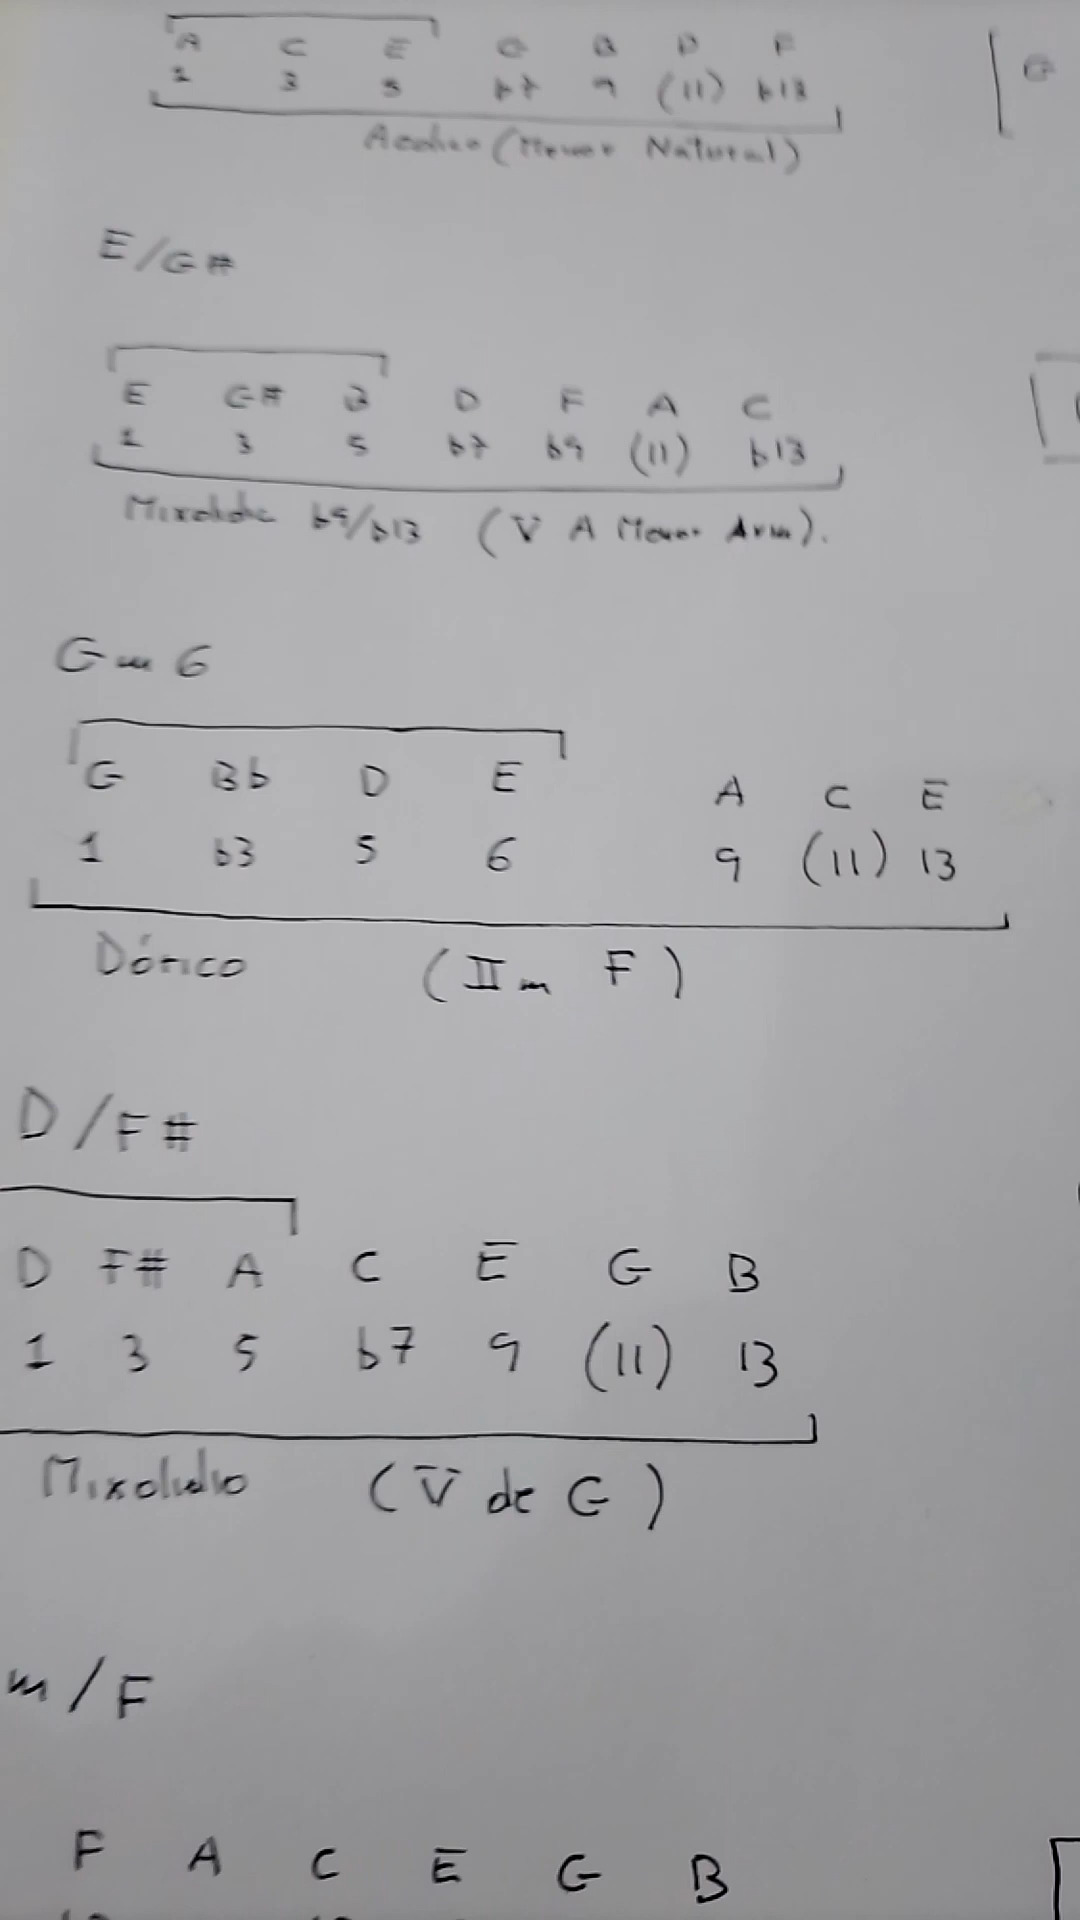 A C E G B D F
1 3 5 b7 9 (11) b13
Aeolico (Menor Natural)
G
E/G#
E G# B D F A C
1 3 5 b7 b9 (11) b13
Mixolidio b9/b13 (V A Menor Arm).
Gm6
G Bb D E A C E
1 b3 5 6 9 (11) 13
Dórico (IIm F)
D/F#
D F# A C E G B
1 3 5 b7 9 (11) 13
Mixolidio (V de G)
m/F
F A C E G B